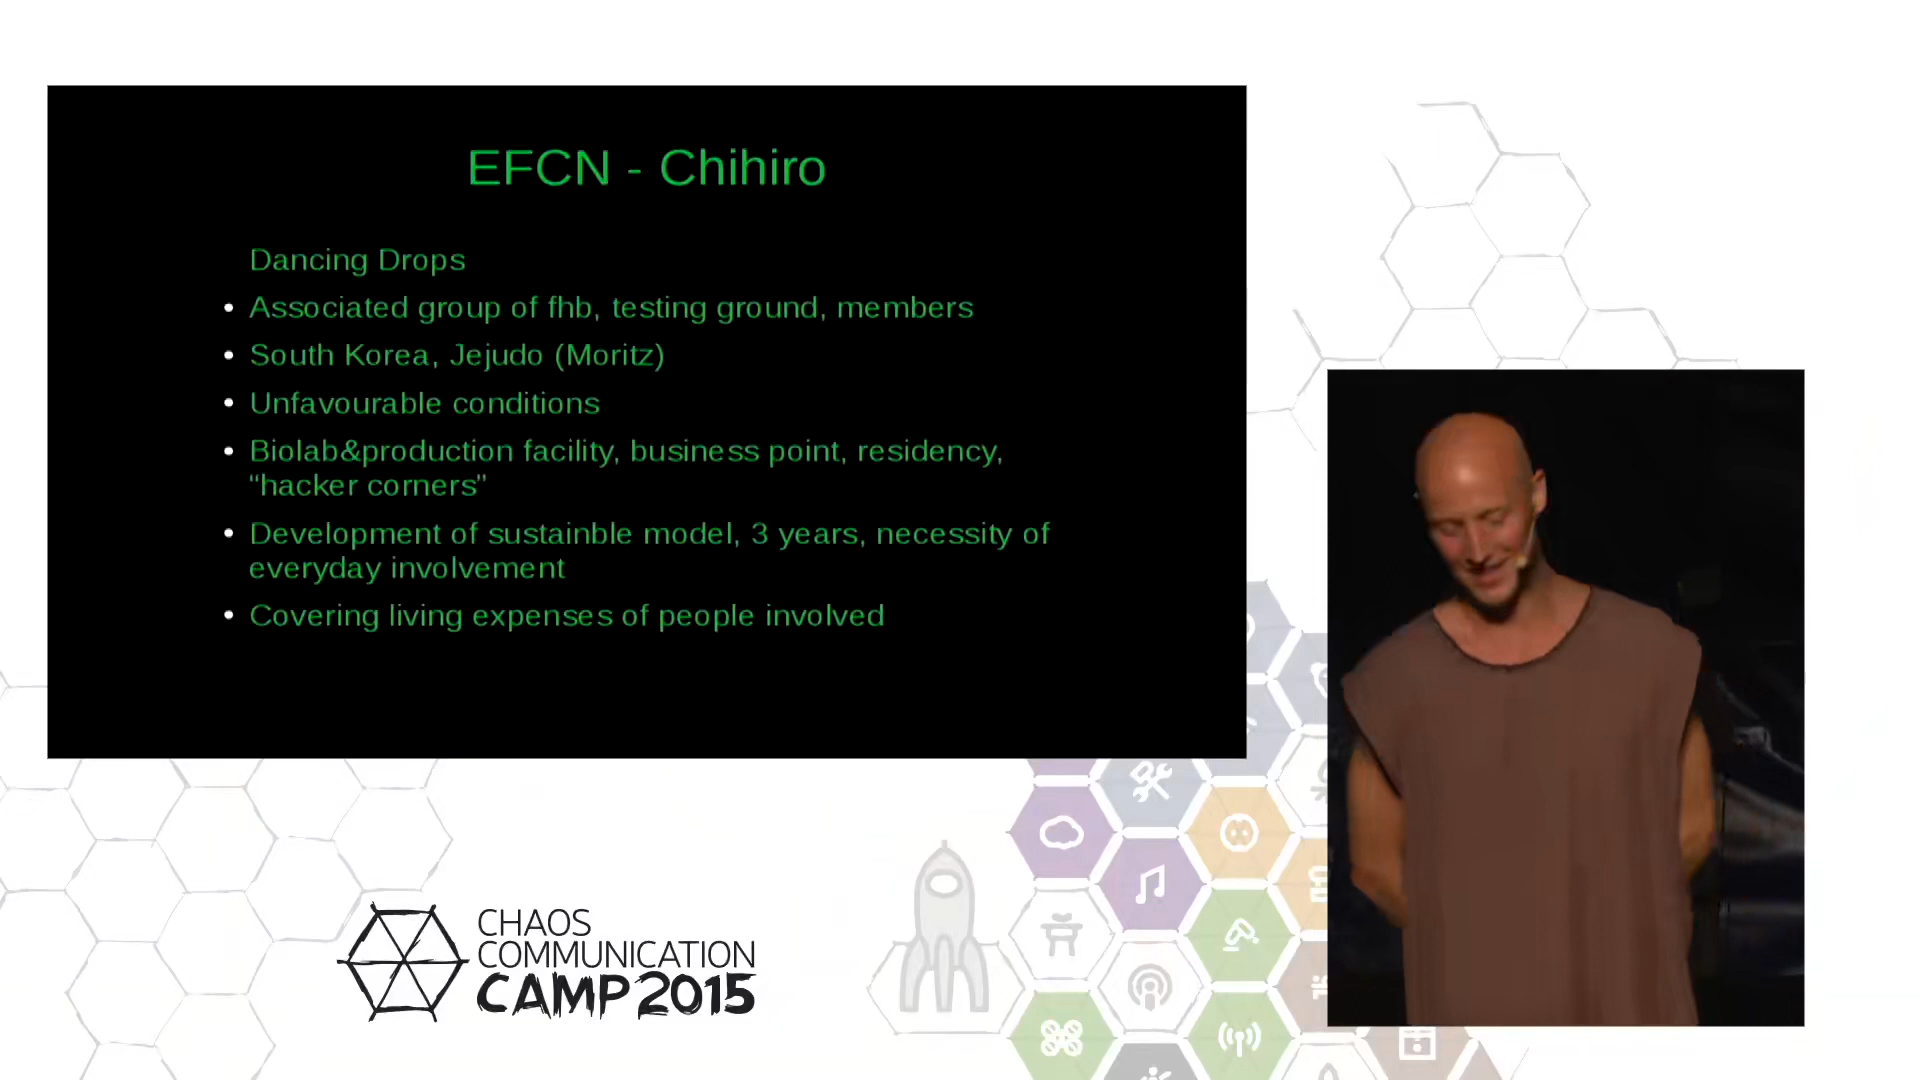 EFCN - Chihiro
Dancing Drops
• Associated group of fhb, testing ground, members
• South Korea, Jejudo (Moritz)
• Unfavourable conditions
• Biolab&production facility, business point, residency,
"hacker corners"
• Development of sustainble model, 3 years, necessity of
everyday involvement
• Covering living expenses of people involved
CHAOS
COMMUNICATION
CAMP 2015